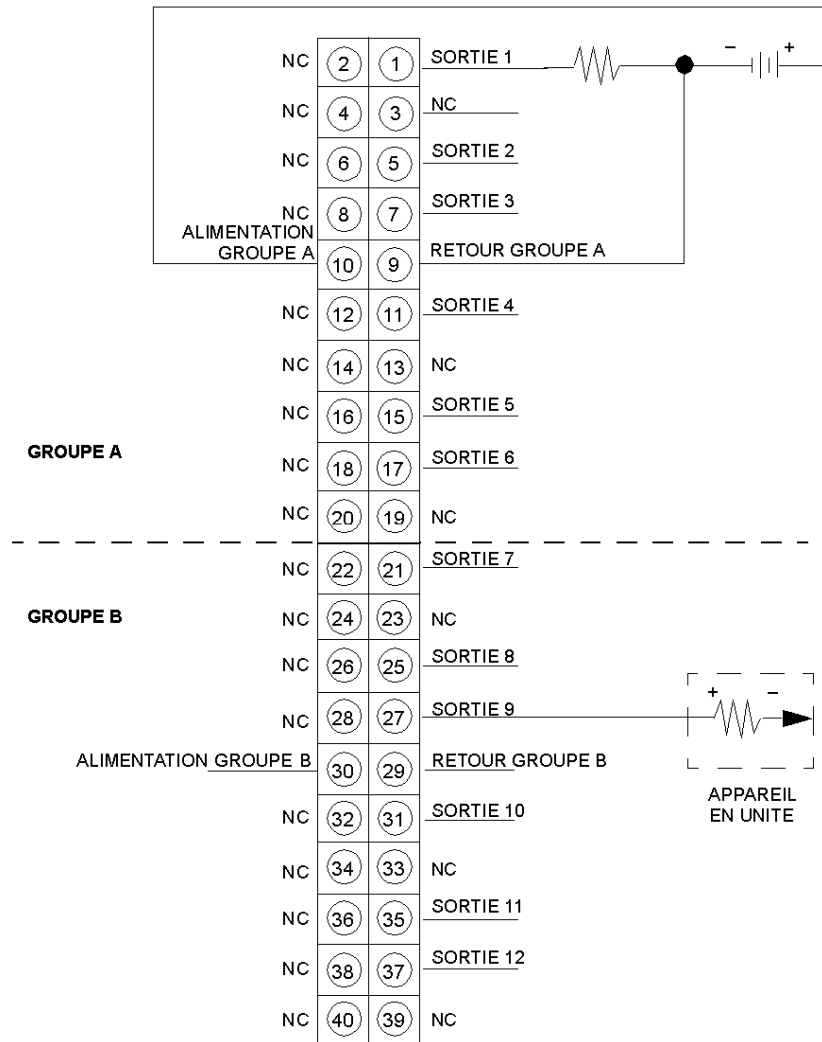 NC 2 1 SORTIE 1 - +
NC 4 3 NC
NC 6 5 SORTIE 2
NC 8 7 SORTIE 3
ALIMENTATION
GROUPE A 10 9 RETOUR GROUPE A
NC 12 11 SORTIE 4
NC 14 13 NC
NC 16 15 SORTIE 5
GROUPE A
NC 18 17 SORTIE 6
NC 20 19 NC
NC 22 21 SORTIE 7
GROUPE B
NC 24 23 NC
NC 26 25 SORTIE 8
NC 28 27 SORTIE 9 + -
ALIMENTATION GROUPE B 30 29 RETOUR GROUPE B
APPAREIL
EN UNITE
NC 32 31 SORTIE 10
NC 34 33 NC
NC 36 35 SORTIE 11
NC 38 37 SORTIE 12
NC 40 39 NC